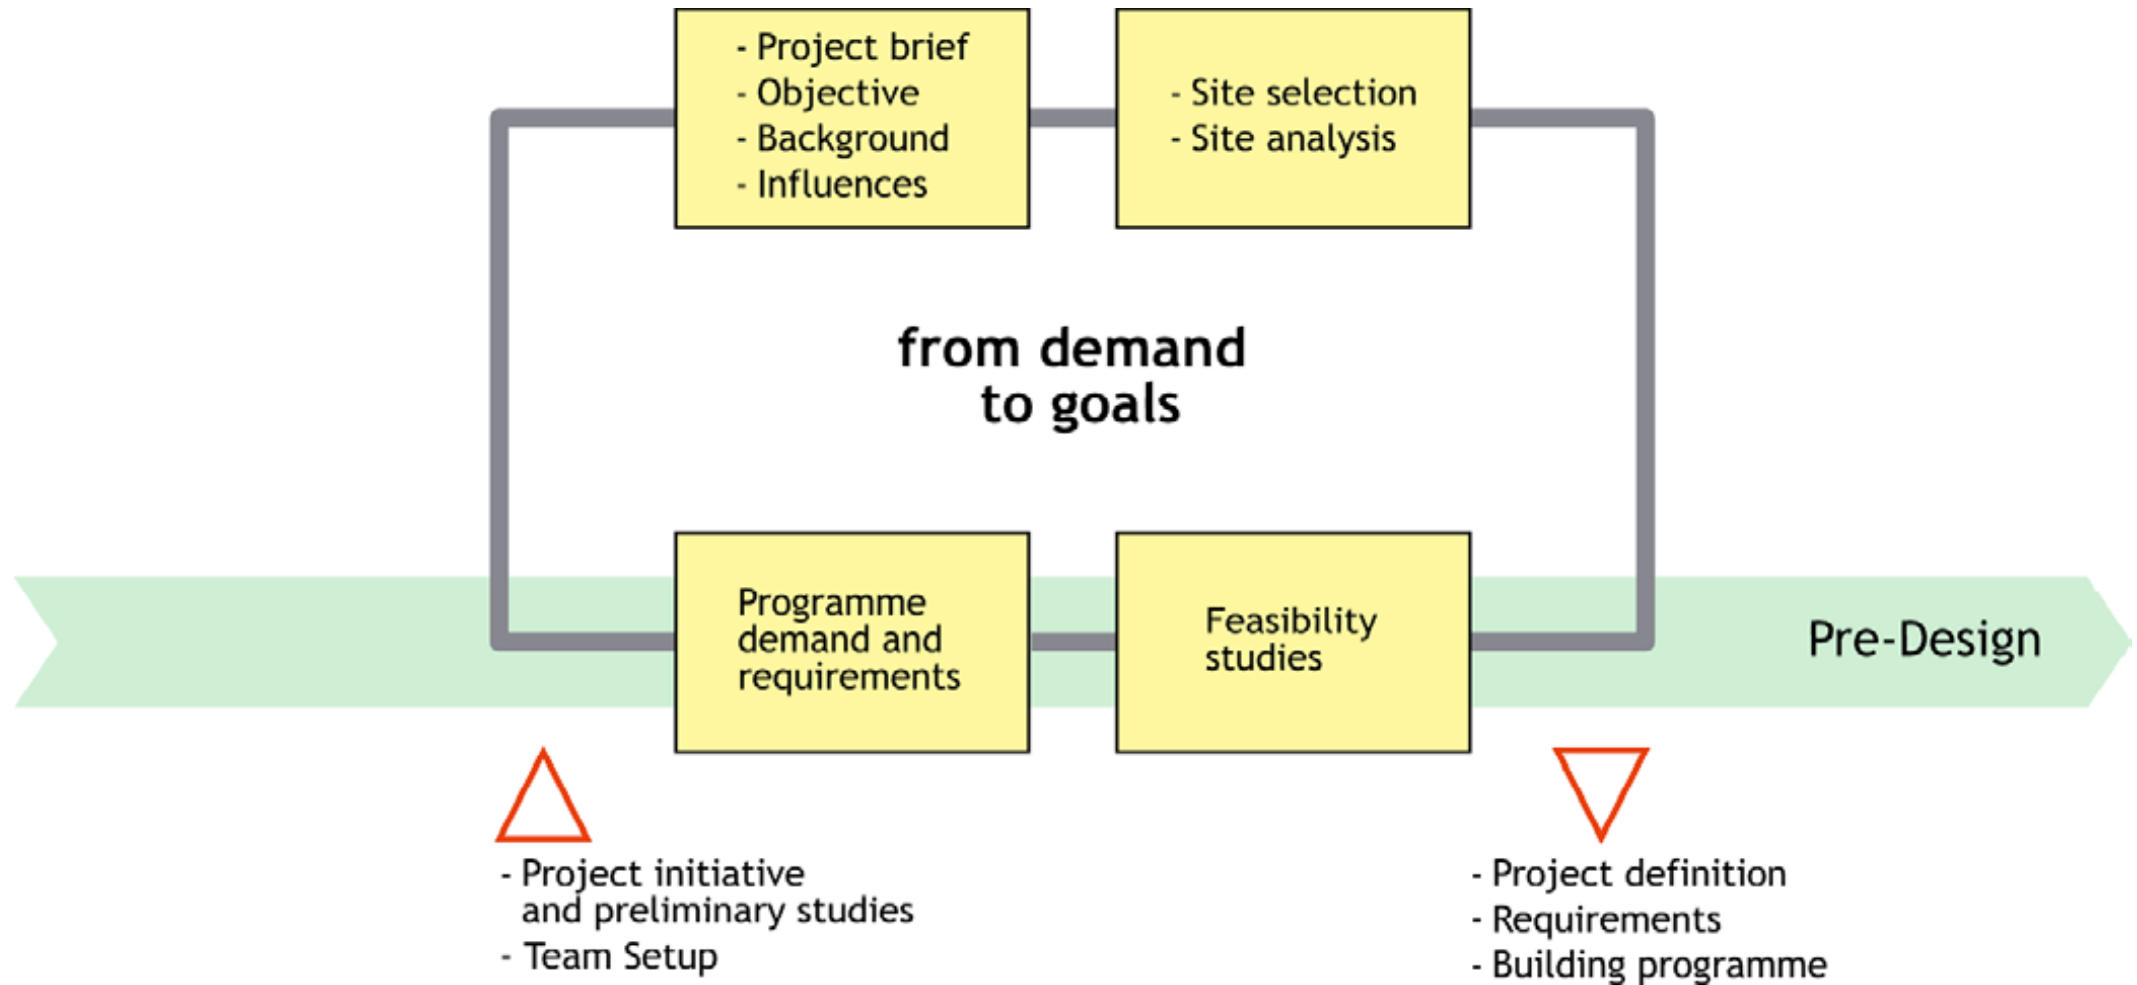 - Project brief
- Objective
- Background
- Influences
- Site selection
- Site analysis
from demand
to goals
Programme
demand and
requirements
Feasibility
studies
Pre-Design
- Project initiative
and preliminary studies
- Team Setup
- Project definition
- Requirements
- Building programme